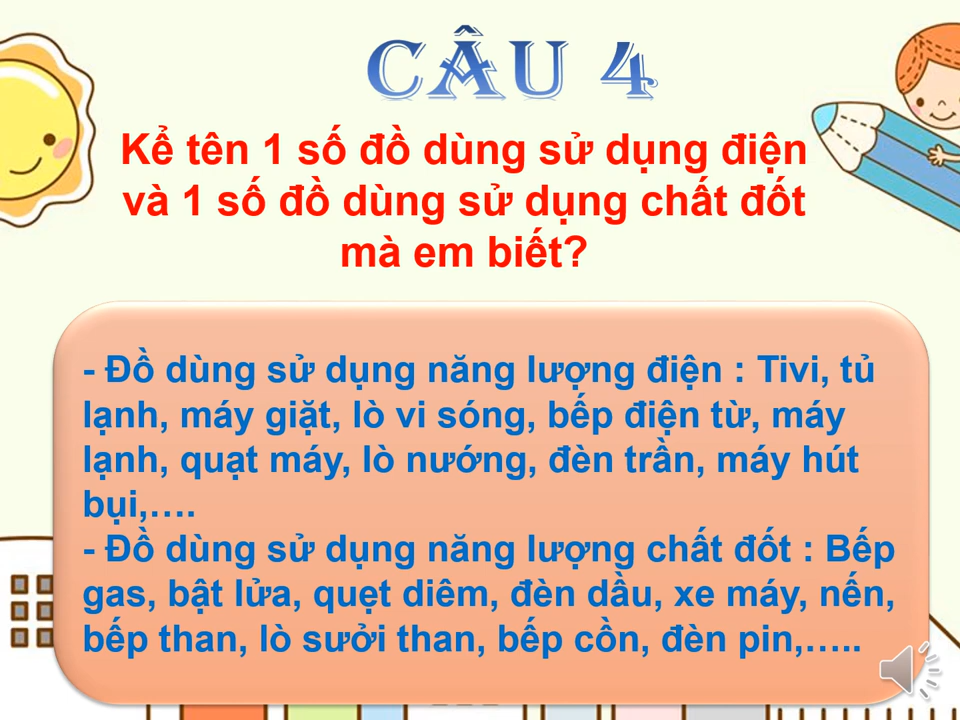 CÂU 4
Kể tên 1 số đồ dùng sử dụng điện
và 1 số đồ dùng sử dụng chất đốt
mà em biết?
- Đồ dùng sử dụng năng lượng điện : Tivi, tủ
lạnh, máy giặt, lò vi sóng, bếp điện từ, máy
lạnh, quạt máy, lò nướng, đèn trần, máy hút
bụi,….
- Đồ dùng sử dụng năng lượng chất đốt : Bếp
gas, bật lửa, quẹt diêm, đèn dầu, xe máy, nến,
bếp than, lò sưởi than, bếp cồn, đèn pin,…..